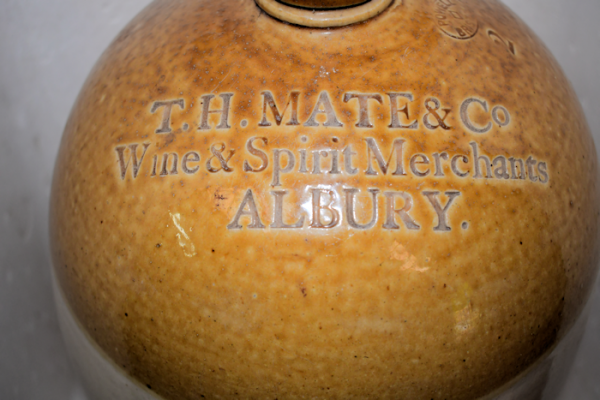 T.H. MATE & Co
Wine & Spirit Merchants
ALBURY.